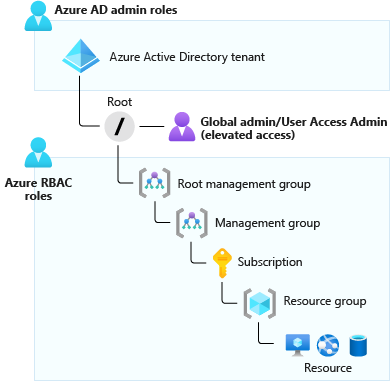 Azure AD admin roles
Azure Active Directory tenant
Root
/
Global admin/User Access Admin
(elevated access)
Azure RBAC
roles
Root management group
Management group
Subscription
Resource group
Resource